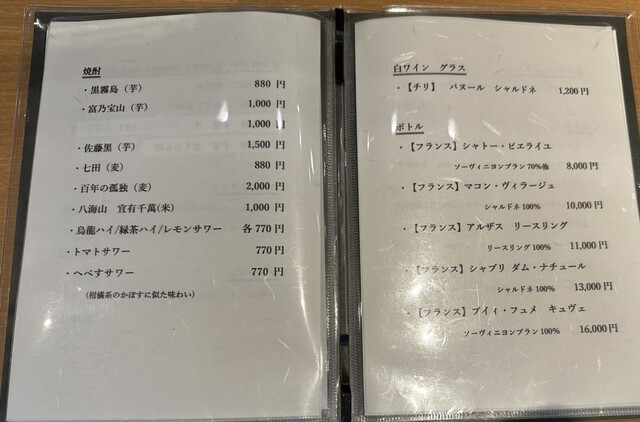 焼酎
・黒霧島（芋） 880 円
・富乃宝山（芋） 1,000 円
1,000 円
・佐藤黒（芋） 1,500 円
・七田（麦） 880 円
・百年の孤独（麦） 2,000 円
・八海山　宜有千萬(米) 1,000 円
・烏龍ハイ/緑茶ハイ/レモンサワー 各 770 円
・トマトサワー 770 円
・へべすサワー 770 円
（柑橘系のかぼすに似た味わい）
白ワイン　グラス
・【チリ】　パヌール　シャルドネ 1,200 円
ボトル
・【フランス】シャトー・ピエライユ
ソーヴィニヨンブラン 70%他 8,000 円
・【フランス】マコン・ヴィラージュ
シャルドネ 100% 10,000 円
・【フランス】アルザス　リースリング
リースリング 100% 11,000 円
・【フランス】シャブリ ダム・ナチュール
シャルドネ 100% 13,000 円
・【フランス】プイィ・フュメ　キュヴェ
ソーヴィニヨンブラン 100% 16,000 円